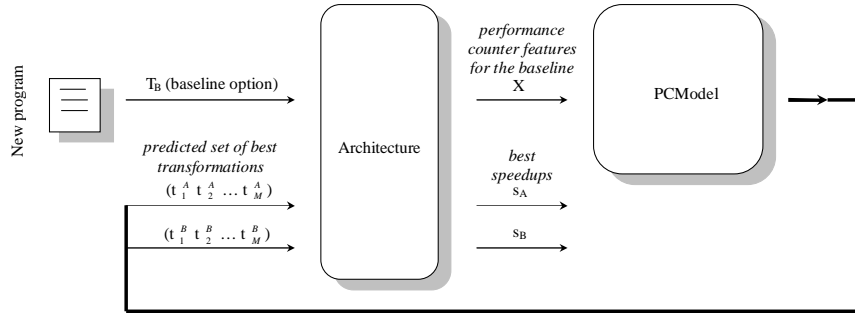 New program
T_B (baseline option)
predicted set of best
transformations
(t_1^A t_2^A … t_M^A)
(t_1^B t_2^B … t_M^B)
Architecture
performance
counter features
for the baseline
X
best
speedups
s_A
s_B
PCModel